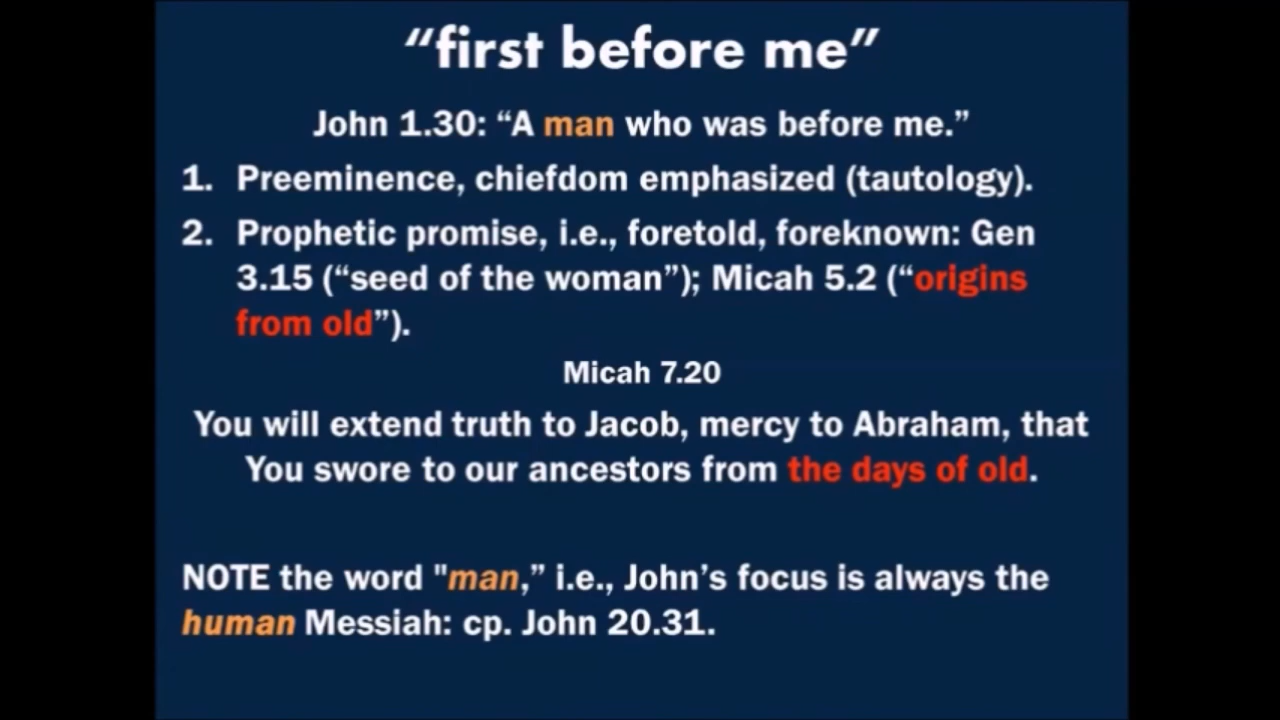 “first before me”
John 1.30: “A man who was before me.”
1. Preeminence, chiefdom emphasized (tautology).
2. Prophetic promise, i.e., foretold, foreknown: Gen
3.15 (“seed of the woman”); Micah 5.2 (“origins
from old”).
Micah 7.20
You will extend truth to Jacob, mercy to Abraham, that
You swore to our ancestors from the days of old.
NOTE the word "man,” i.e., John’s focus is always the
human Messiah: cp. John 20.31.